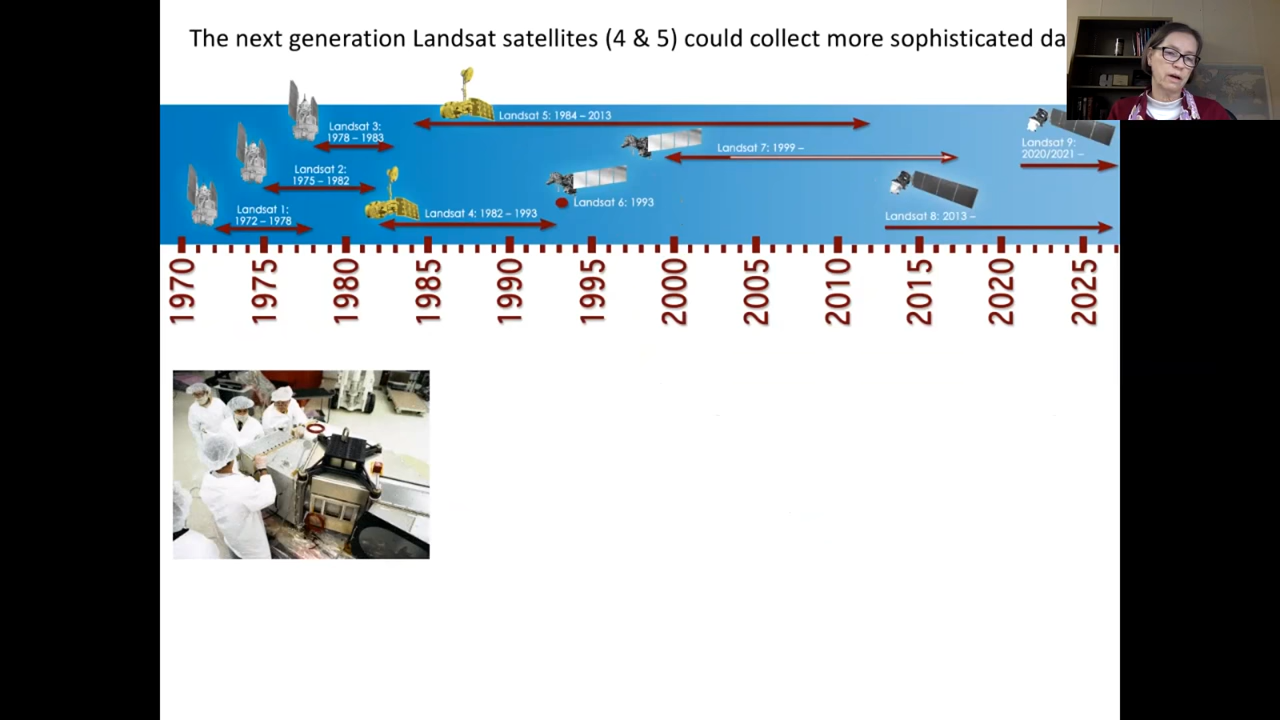 The next generation Landsat satellites (4 & 5) could collect more sophisticated da
Landsat 5: 1984 – 2013
Landsat 3:
1978 – 1983
Landsat 7: 1999 –
Landsat 9:
2020/2021 –
Landsat 2:
1975 – 1982
Landsat 6: 1993
Landsat 1:
1972 – 1978
Landsat 4: 1982 – 1993
Landsat 8: 2013 –
1970
1975
1980
1985
1990
1995
2000
2005
2010
2015
2020
2025